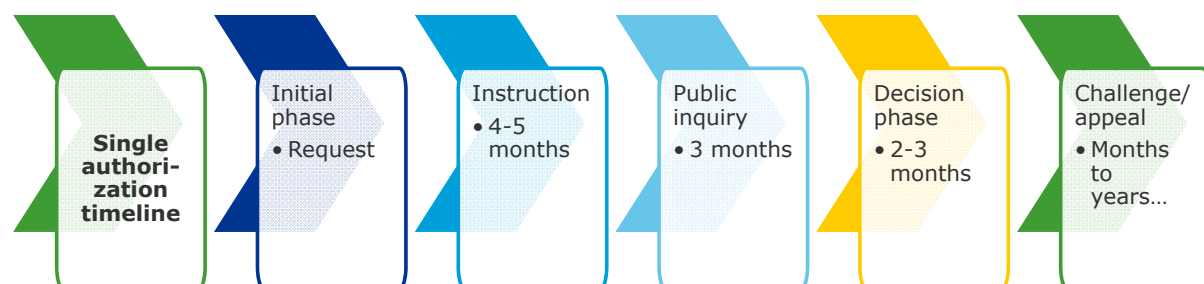 Single
authori-
zation
timeline
Initial
phase
• Request
Instruction
• 4-5
months
Public
inquiry
• 3 months
Decision
phase
• 2-3
months
Challenge/
appeal
• Months
to
years…